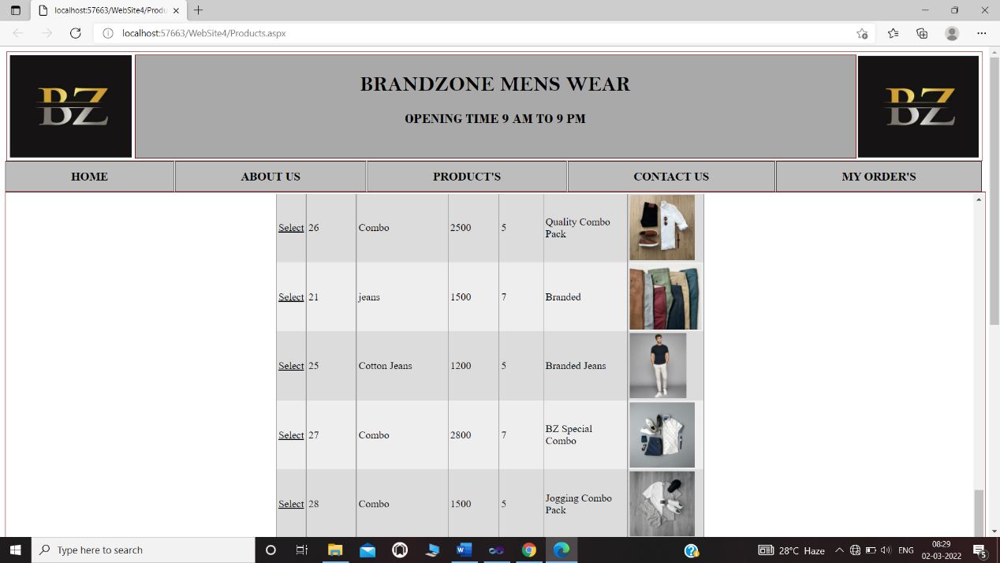 localhost:57663/WebSite4/Produ
localhost:57663/WebSite4/Products.aspx
BZ
BRANDZONE MENS WEAR
OPENING TIME 9 AM TO 9 PM
BZ
HOME ABOUT US PRODUCT'S CONTACT US MY ORDER'S
Select 26 Combo 2500 5 Quality Combo
Pack
Select 21 jeans 1500 7 Branded
Select 25 Cotton Jeans 1200 5 Branded Jeans
Select 27 Combo 2800 7 BZ Special
Combo
Select 28 Combo 1500 5 Jogging Combo
Pack
Type here to search
28°C Haze ENG 08:29
02-03-2022
5